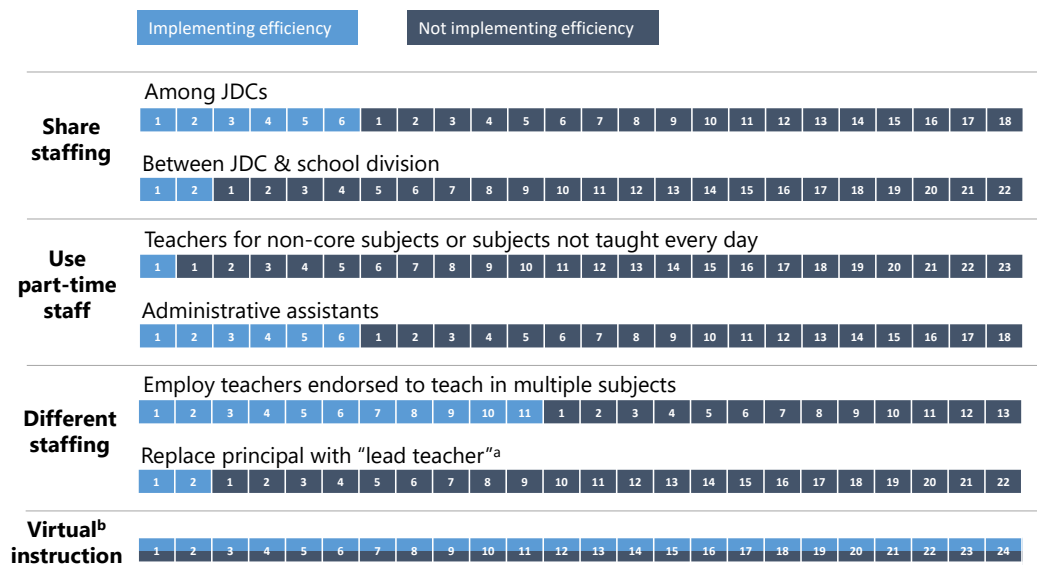 Implementing efficiency Not implementing efficiency
Among JDCs
Share
staffing
1 2 3 4 5 6 1 2 3 4 5 6 7 8 9 10 11 12 13 14 15 16 17 18
Between JDC & school division
1 2 1 2 3 4 5 6 7 8 9 10 11 12 13 14 15 16 17 18 19 20 21 22
Use
part-time
staff
Teachers for non-core subjects or subjects not taught every day
1 1 2 3 4 5 6 7 8 9 10 11 12 13 14 15 16 17 18 19 20 21 22 23
Administrative assistants
1 2 3 4 5 6 1 2 3 4 5 6 7 8 9 10 11 12 13 14 15 16 17 18
Different
staffing
Employ teachers endorsed to teach in multiple subjects
1 2 3 4 5 6 7 8 9 10 11 1 2 3 4 5 6 7 8 9 10 11 12 13
Replace principal with “lead teacher”ᵃ
1 2 1 2 3 4 5 6 7 8 9 10 11 12 13 14 15 16 17 18 19 20 21 22
Virtualᵇ
instruction
1 2 3 4 5 6 7 8 9 10 11 12 13 14 15 16 17 18 19 20 21 22 23 24